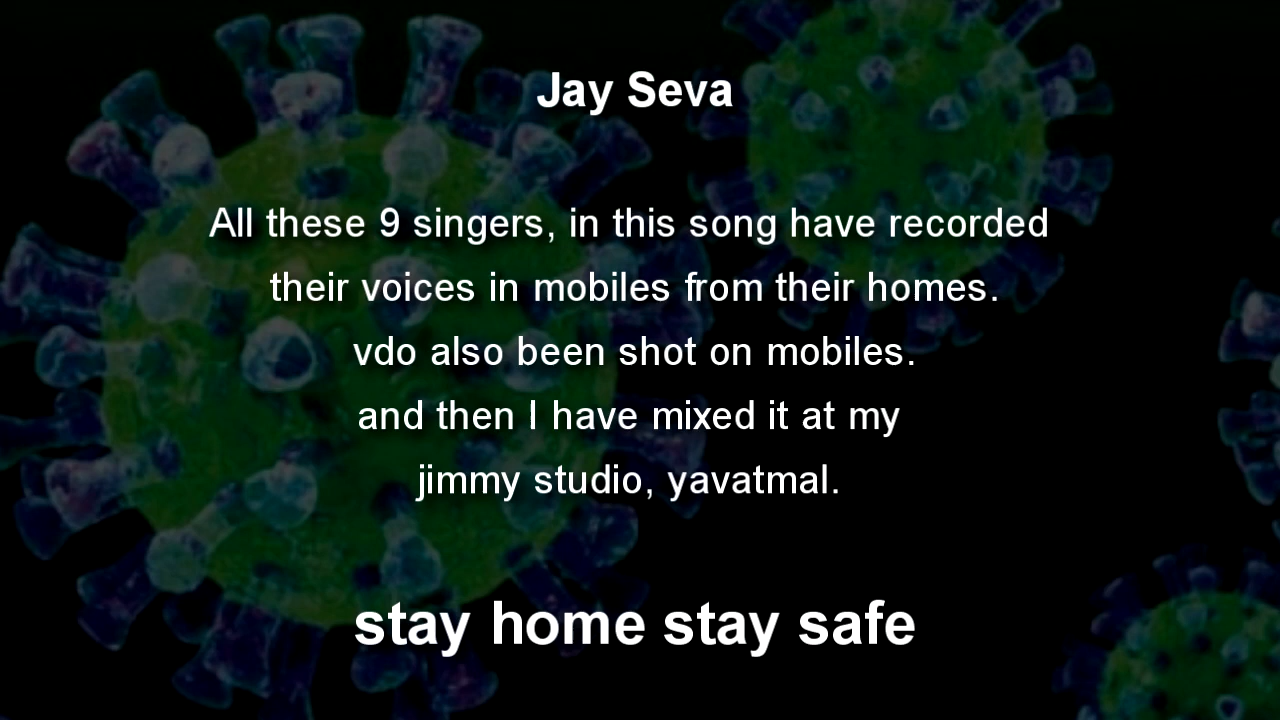 Jay Seva
All these 9 singers, in this song have recorded
their voices in mobiles from their homes.
vdo also been shot on mobiles.
and then I have mixed it at my
jimmy studio, yavatmal.
stay home stay safe